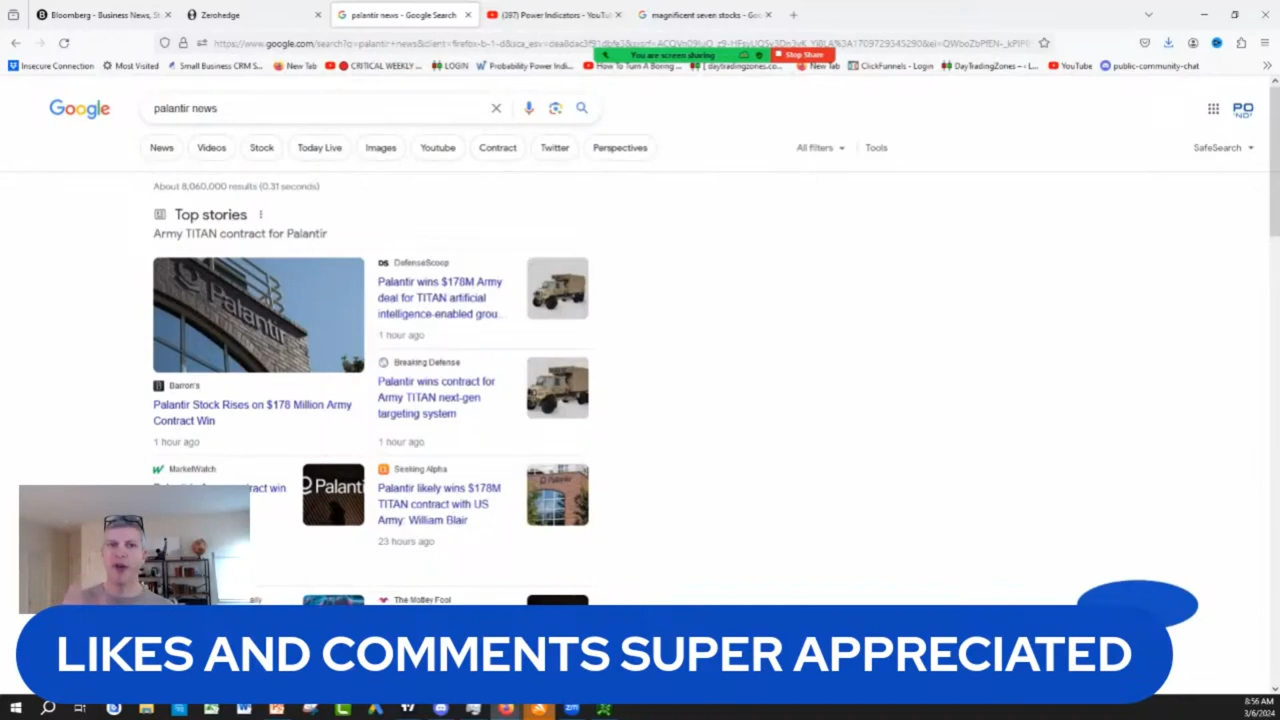 Bloomberg - Business News, St
Zerohedge
palantir news - Google Search
(397) Power Indicators - YouTu
magnificent seven stocks - Goo
You are screen sharing
Stop Share
Insecure Connection
Most Visited
Small Business CRM S...
New Tab
CRITICAL WEEKLY ...
LOGIN
Probability Power Indi...
How To Turn A Boring ...
[daytradingzones.co...
New Tab
ClickFunnels - Login
DayTradingZones – - L...
YouTube
public-community-chat
Google
palantir news
News
Videos
Stock
Today Live
Images
Youtube
Contract
Twitter
Perspectives
All filters
Tools
SafeSearch
About 8,060,000 results (0.31 seconds)
Top stories
Army TITAN contract for Palantir
Palantir
Barron's
Palantir Stock Rises on $178 Million Army
Contract Win
1 hour ago
DS DefenseScoop
Palantir wins $178M Army
deal for TITAN artificial
intelligence-enabled grou...
1 hour ago
Breaking Defense
Palantir wins contract for
Army TITAN next-gen
targeting system
1 hour ago
MarketWatch
win
Palanti
Seeking Alpha
Palantir likely wins $178M
TITAN contract with US
Army: William Blair
23 hours ago
The Motley Fool
LIKES AND COMMENTS SUPER APPRECIATED
8:56 AM
3/6/2024